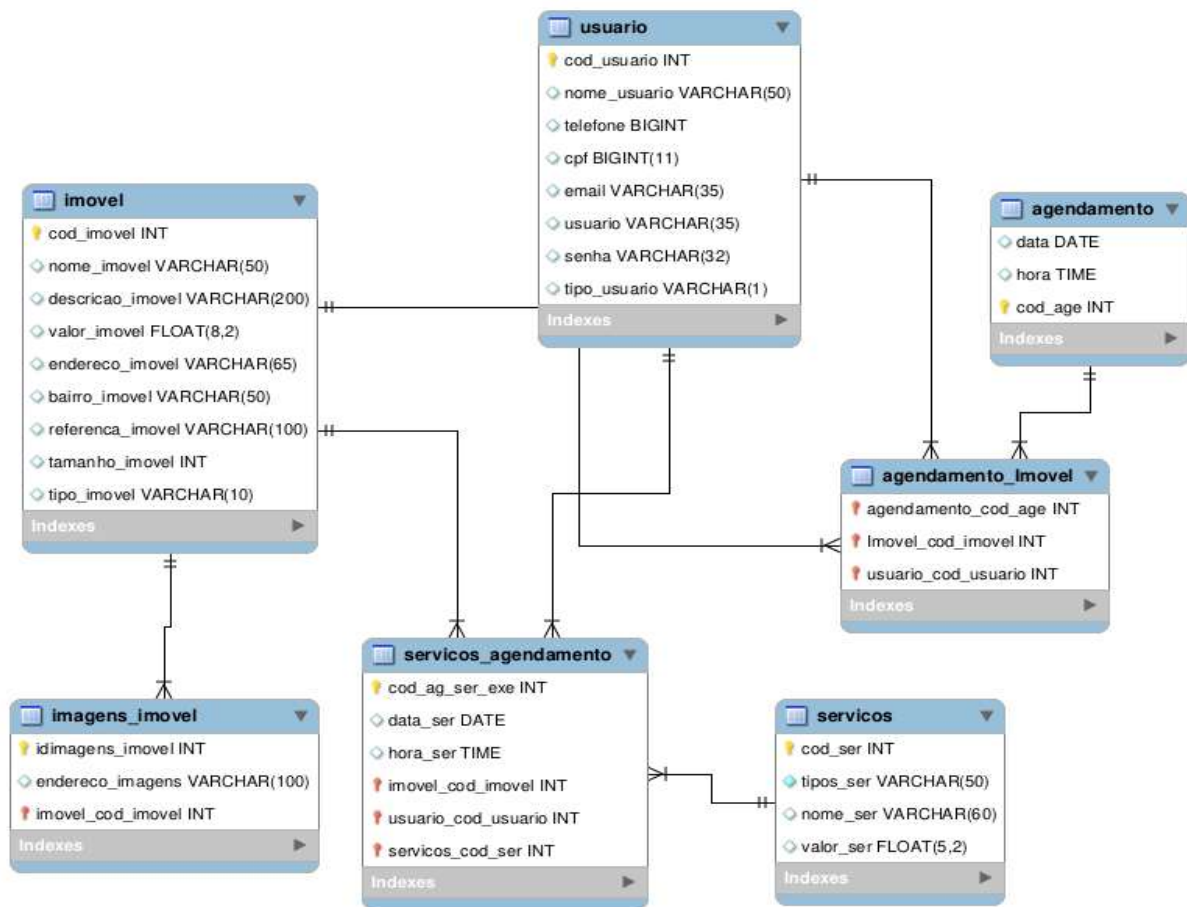 usuario
cod_usuario INT
nome_usuario VARCHAR(50)
telefone BIGINT
cpf BIGINT(11)
email VARCHAR(35)
usuario VARCHAR(35)
senha VARCHAR(32)
tipo_usuario VARCHAR(1)
Indexes
imovel
cod_imovel INT
nome_imovel VARCHAR(50)
descricao_imovel VARCHAR(200)
valor_imovel FLOAT(8,2)
endereco_imovel VARCHAR(65)
bairro_imovel VARCHAR(50)
referenca_imovel VARCHAR(100)
tamanho_imovel INT
tipo_imovel VARCHAR(10)
Indexes
agendamento
data DATE
hora TIME
cod_age INT
Indexes
agendamento_Imovel
agendamento_cod_age INT
Imovel_cod_imovel INT
usuario_cod_usuario INT
Indexes
servicos_agendamento
cod_ag_ser_exe INT
data_ser DATE
hora_ser TIME
imovel_cod_imovel INT
usuario_cod_usuario INT
servicos_cod_ser INT
Indexes
imagens_imovel
idimagens_imovel INT
endereco_imagens VARCHAR(100)
imovel_cod_imovel INT
Indexes
servicos
cod_ser INT
tipos_ser VARCHAR(50)
nome_ser VARCHAR(60)
valor_ser FLOAT(5,2)
Indexes